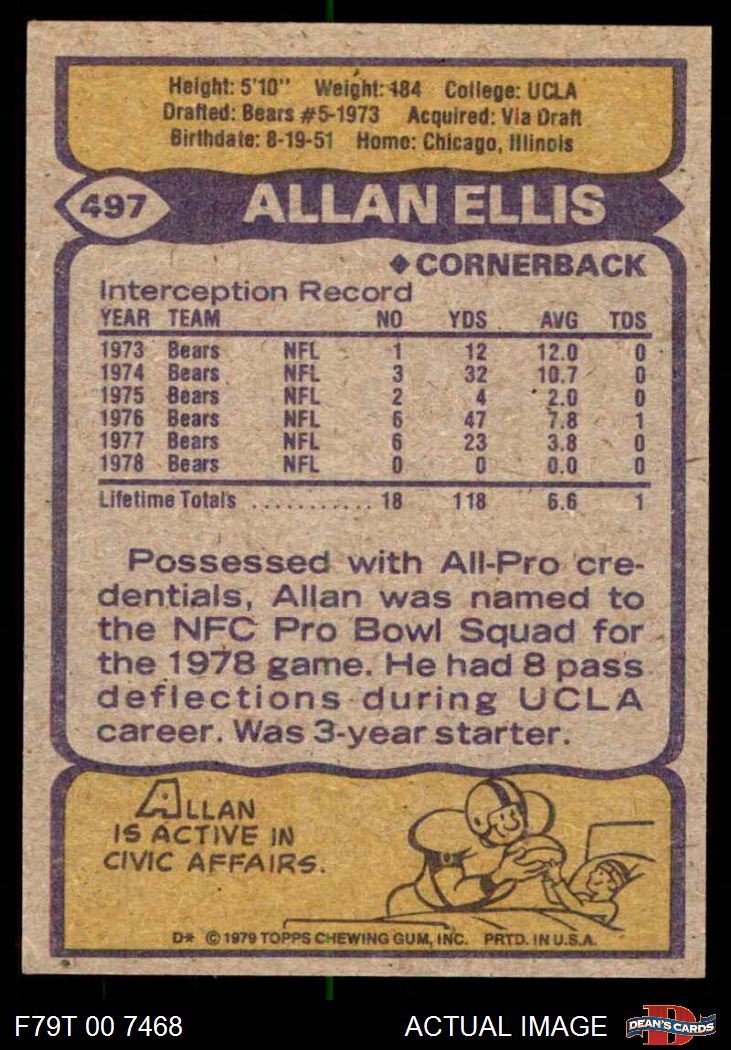 Height: 5'10" Weight: 184 College: UCLA
Drafted: Bears #5-1973 Acquired: Via Draft
Birthdate: 8-19-51 Home: Chicago, Illinois
497 ALLAN ELLIS
◆ CORNERBACK
Interception Record
YEAR TEAM NO YDS AVG TDS
1973 Bears NFL 1 12 12.0 0
1974 Bears NFL 3 32 10.7 0
1975 Bears NFL 2 4 2.0 0
1976 Bears NFL 6 47 7.8 1
1977 Bears NFL 6 23 3.8 0
1978 Bears NFL 0 0 0.0 0
Lifetime Totals ........... 18 118 6.6 1
Possessed with All-Pro cre-
dentials, Allan was named to
the NFC Pro Bowl Squad for
the 1978 game. He had 8 pass
deflections during UCLA
career. Was 3-year starter.
ALLAN
IS ACTIVE IN
CIVIC AFFAIRS.
D* © 1979 TOPPS CHEWING GUM, INC. PRTD. IN U.S.A.
F79T 00 7468 ACTUAL IMAGE D DEAN'S CARDS